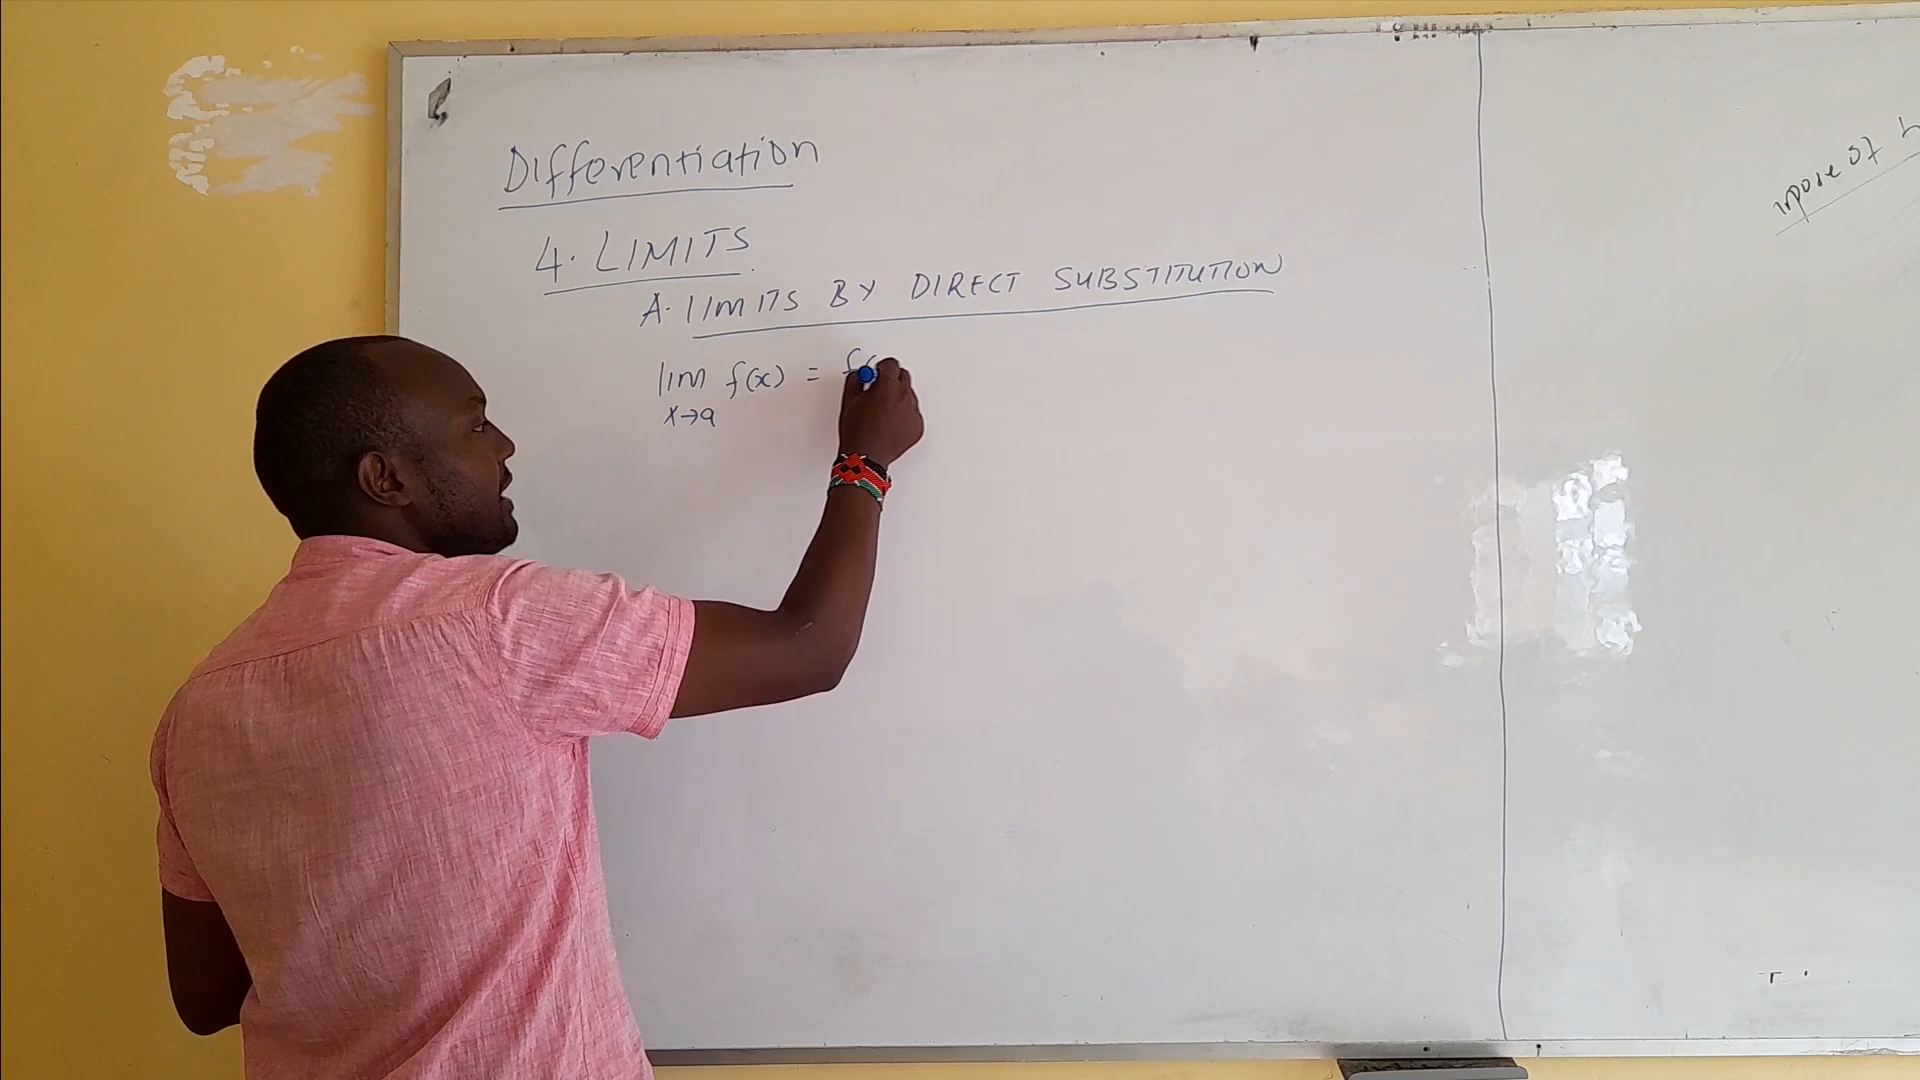 Differentiation
4. LIMITS.
A. LIMITS BY DIRECT SUBSTITUTION
lim f(x) = f(
x→a